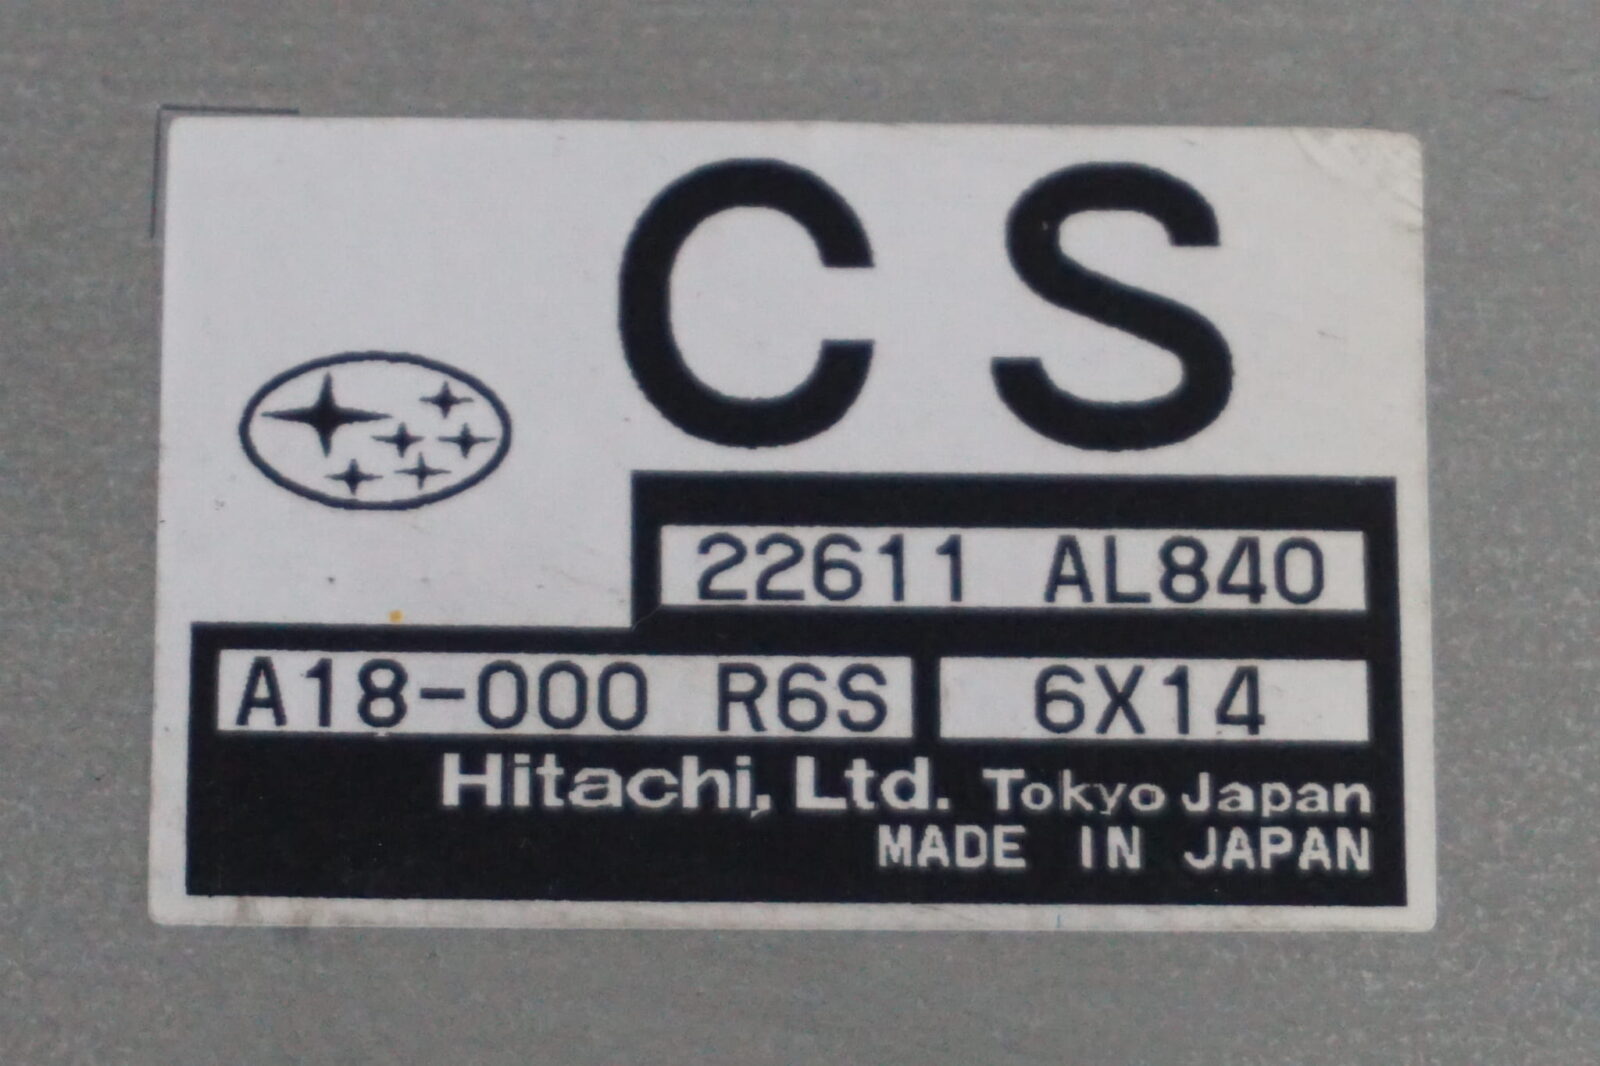 CS
22611 AL840
A18-000 R6S 6X14
Hitachi, Ltd. Tokyo Japan
MADE IN JAPAN